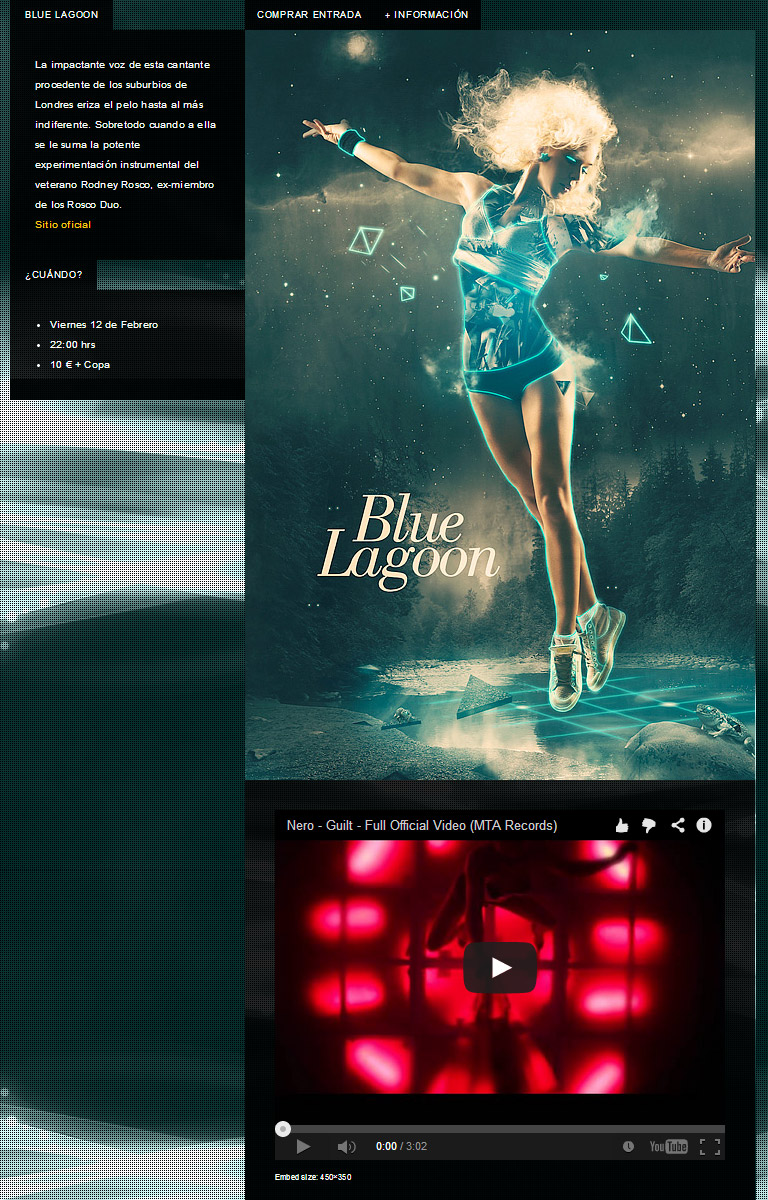 BLUE LAGOON
COMPRAR ENTRADA
+ INFORMACIÓN
La impactante voz de esta cantante
procedente de los suburbios de
Londres eriza el pelo hasta al más
indiferente. Sobretodo cuando a ella
se le suma la potente
experimentación instrumental del
veterano Rodney Rosco, ex-miembro
de los Rosco Duo.
Sitio oficial
¿CUÁNDO?
Viernes 12 de Febrero
22:00 hrs
10 € + Copa
Blue
Lagoon
Nero - Guilt - Full Official Video (MTA Records)
0:00 / 3:02
YouTube
Embed size: 450×350